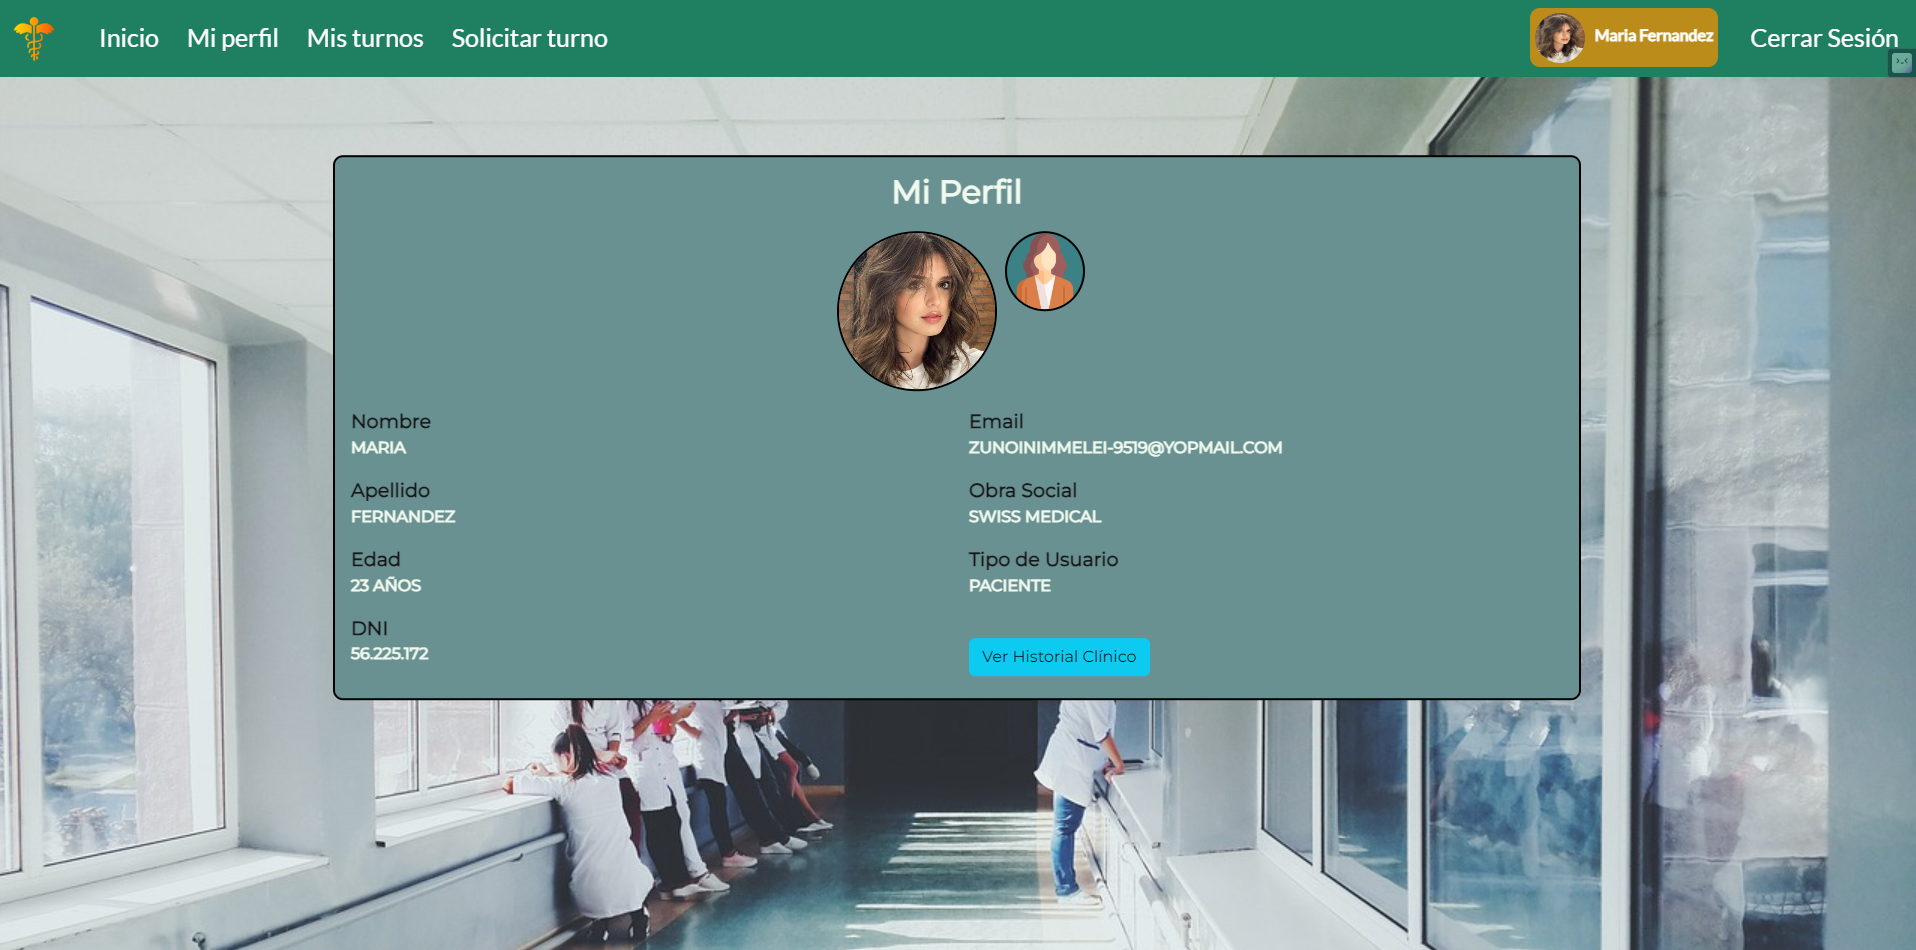 Inicio
Mi perfil
Mis turnos
Solicitar turno
Maria Fernandez
Cerrar Sesión
Mi Perfil
Nombre
MARIA
Apellido
FERNANDEZ
Edad
23 AÑOS
DNI
56.225.172
Email
ZUNOINIMMELEI-9519@YOPMAIL.COM
Obra Social
SWISS MEDICAL
Tipo de Usuario
PACIENTE
Ver Historial Clínico